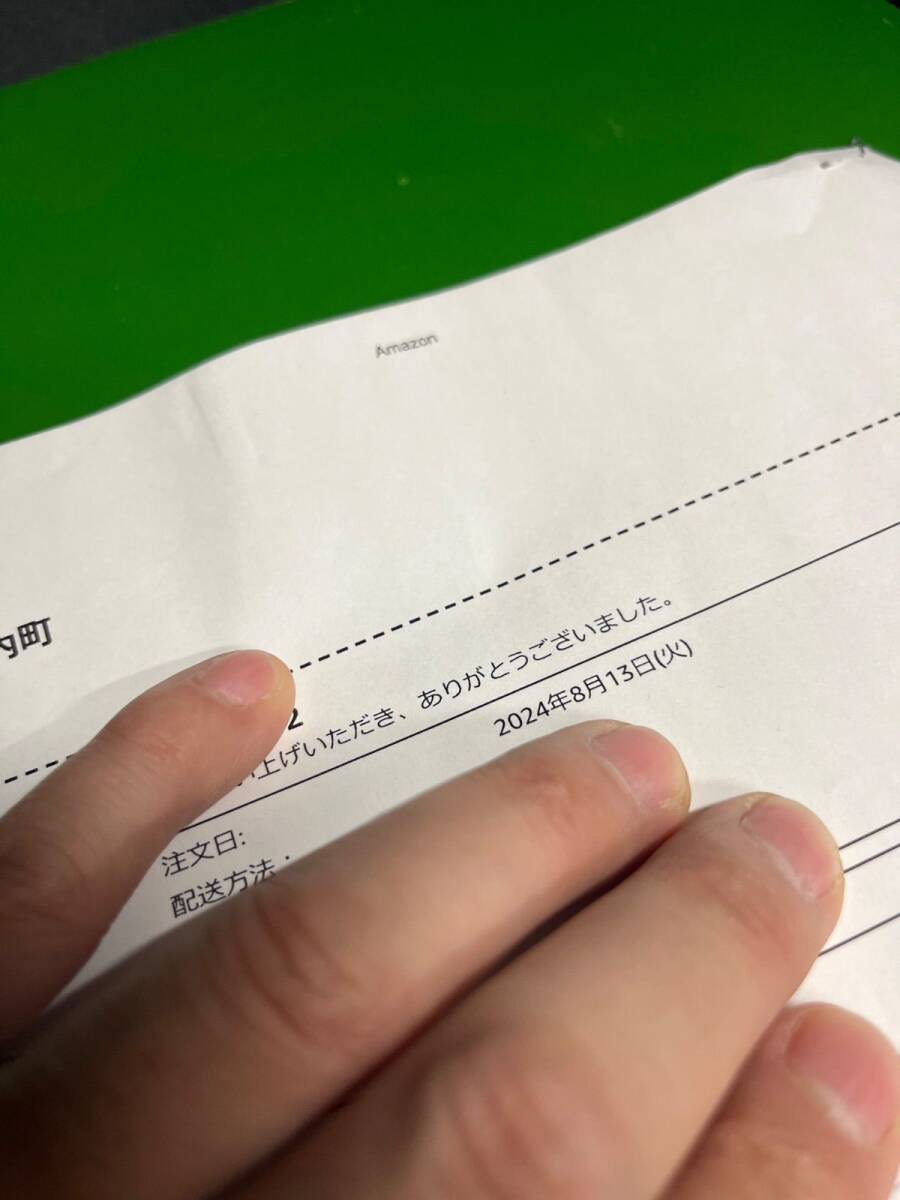 Amazon
内町
2
い上げいただき、ありがとうございました。
注文日: 2024年8月13日(火)
配送方法: